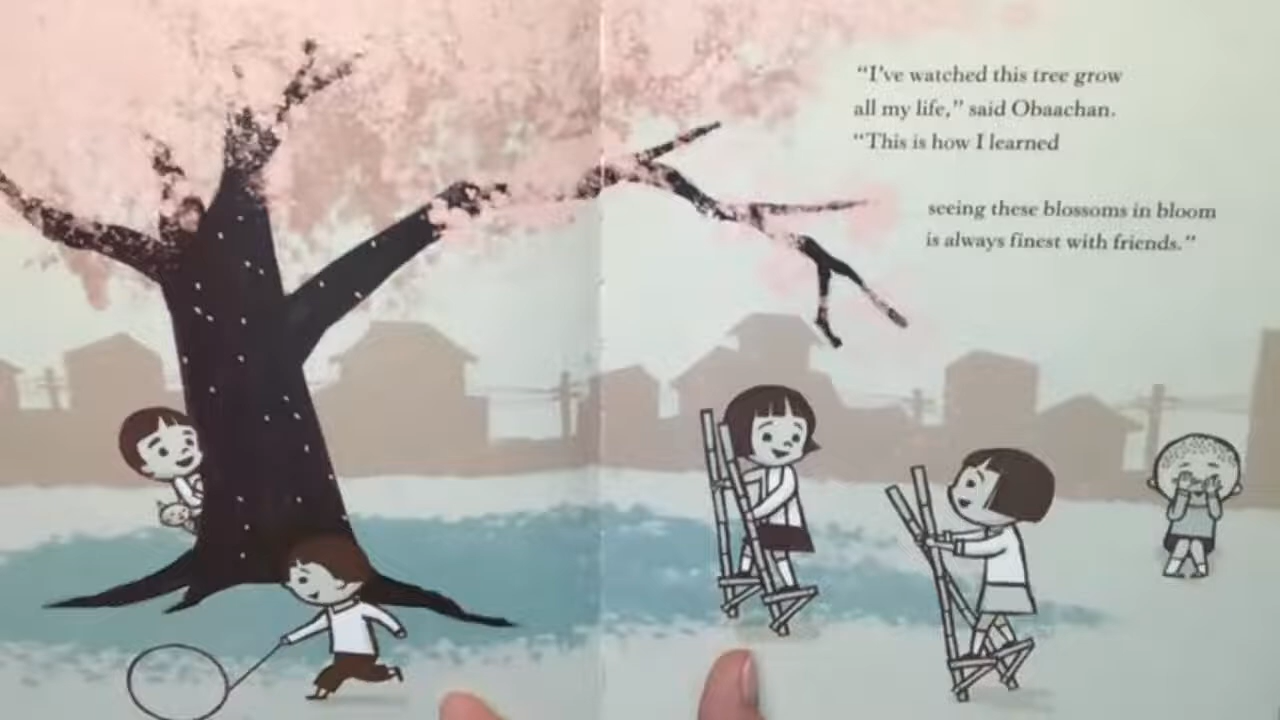 “I’ve watched this tree grow
all my life,” said Obaachan.
“This is how I learned
seeing these blossoms in bloom
is always finest with friends.”